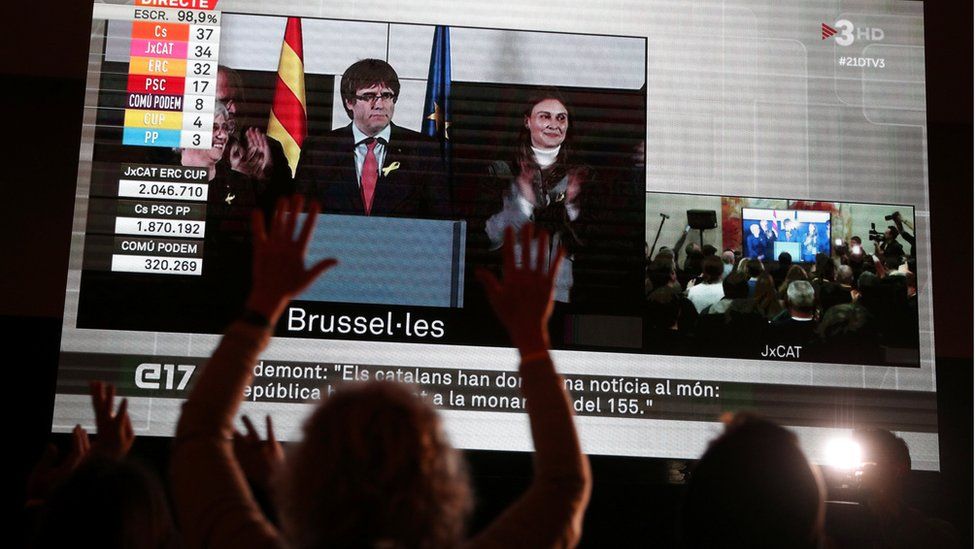 DIRECTE
ESCR. 98,9%
Cs 37
JxCAT 34
ERC 32
PSC 17
COMÚ PODEM 8
CUP 4
PP 3
JxCAT ERC CUP
2.046.710
Cs PSC PP
1.870.192
COMÚ PODEM
320.269
3HD
#21DTV3
Brussel·les
JxCAT
e17
demont: "Els catalans han don ma notícia al món:
epública h t a la monar del 155."